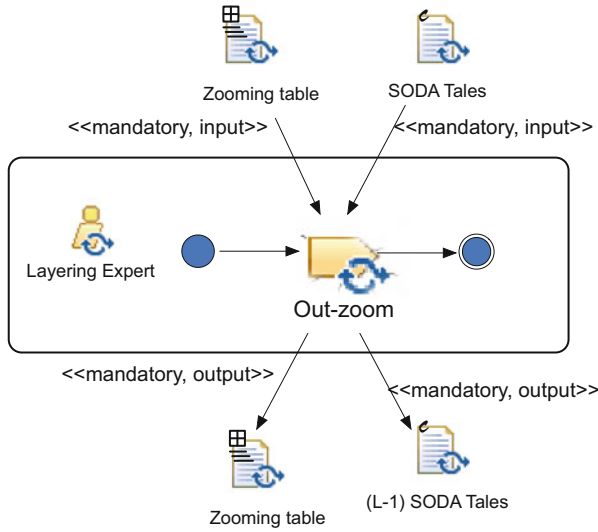 Zooming table
SODA Tales
<<mandatory, input>>
<<mandatory, input>>
Layering Expert
Out-zoom
<<mandatory, output>>
<<mandatory, output>>
Zooming table
(L-1) SODA Tales